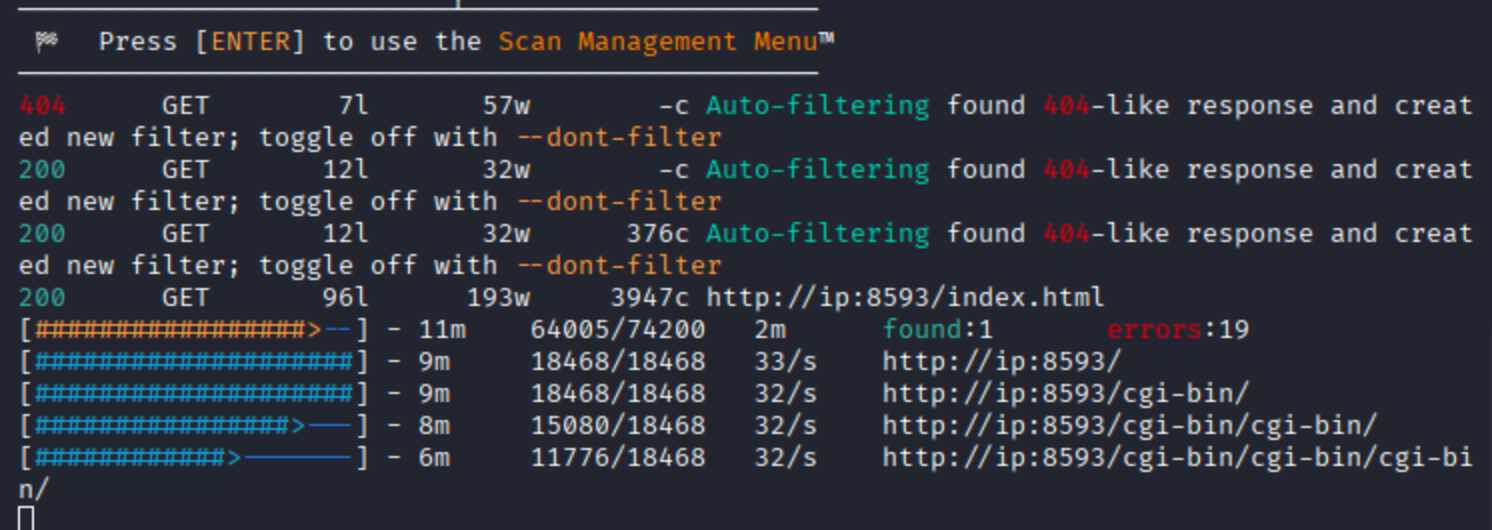 🏁 Press [ENTER] to use the Scan Management Menu™
404 GET 7l 57w -c Auto-filtering found 404-like response and creat
ed new filter; toggle off with --dont-filter
200 GET 12l 32w -c Auto-filtering found 404-like response and creat
ed new filter; toggle off with --dont-filter
200 GET 12l 32w 376c Auto-filtering found 404-like response and creat
ed new filter; toggle off with --dont-filter
200 GET 96l 193w 3947c http://ip:8593/index.html
[#################>--] - 11m 64005/74200 2m found:1 errors:19
[####################] - 9m 18468/18468 33/s http://ip:8593/
[####################] - 9m 18468/18468 32/s http://ip:8593/cgi-bin/
[################>---] - 8m 15080/18468 32/s http://ip:8593/cgi-bin/cgi-bin/
[############>-------] - 6m 11776/18468 32/s http://ip:8593/cgi-bin/cgi-bin/cgi-bi
n/